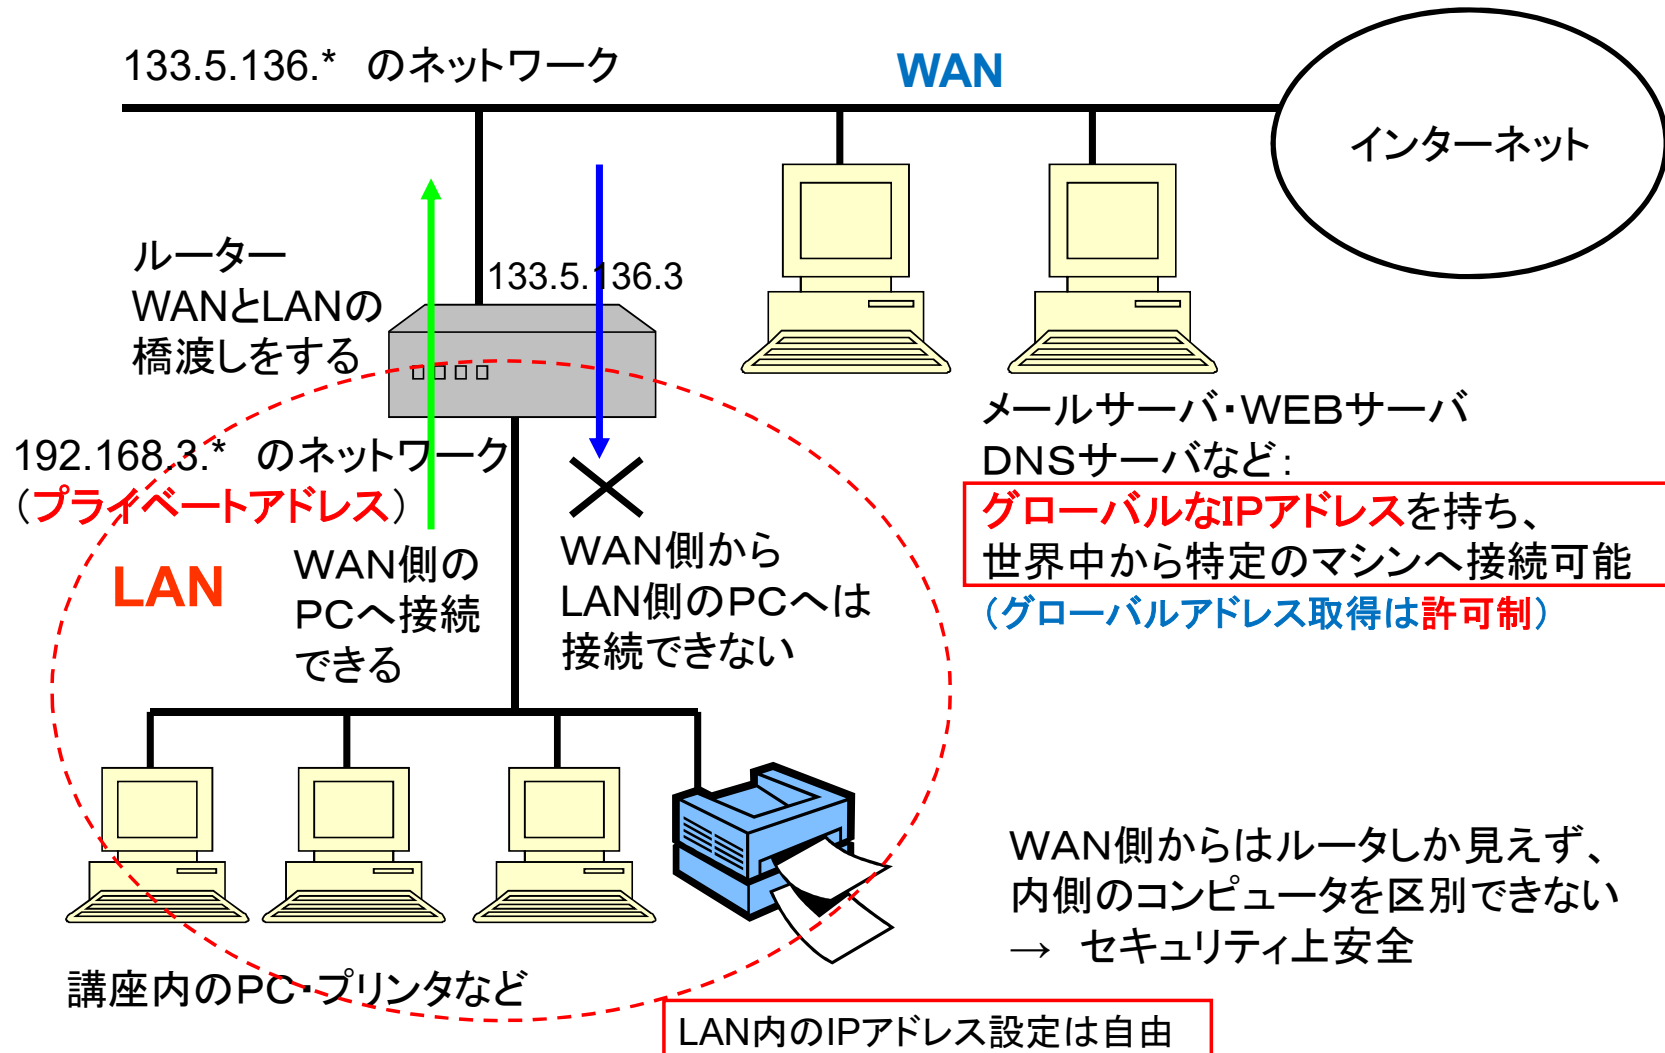 133.5.136.*　のネットワーク
WAN
インターネット
ルーター
WANとLANの
橋渡しをする
133.5.136.3
メールサーバ・ＷＥＢサーバ
ＤＮＳサーバなど：
グローバルなIPアドレスを持ち、
世界中から特定のマシンへ接続可能
（グローバルアドレス取得は許可制）
192.168.3.*　のネットワーク
（プライベートアドレス）
LAN
ＷＡＮ側の
ＰＣへ接続
できる
ＷＡＮ側から
ＬＡＮ側のＰＣへは
接続できない
ＷＡＮ側からはルータしか見えず、
内側のコンピュータを区別できない
→　セキュリティ上安全
講座内のPC・プリンタなど
LAN内のIPアドレス設定は自由